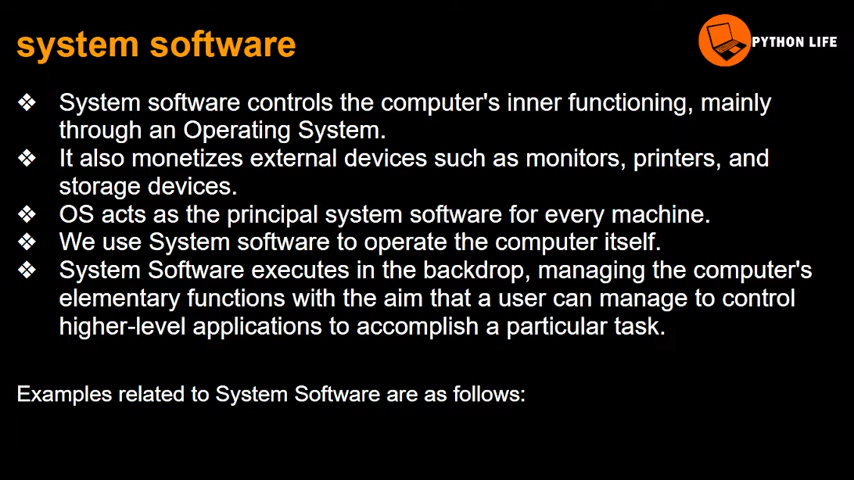 system software
PYTHON LIFE
❖ System software controls the computer's inner functioning, mainly
through an Operating System.
❖ It also monetizes external devices such as monitors, printers, and
storage devices.
❖ OS acts as the principal system software for every machine.
❖ We use System software to operate the computer itself.
❖ System Software executes in the backdrop, managing the computer's
elementary functions with the aim that a user can manage to control
higher-level applications to accomplish a particular task.
Examples related to System Software are as follows: